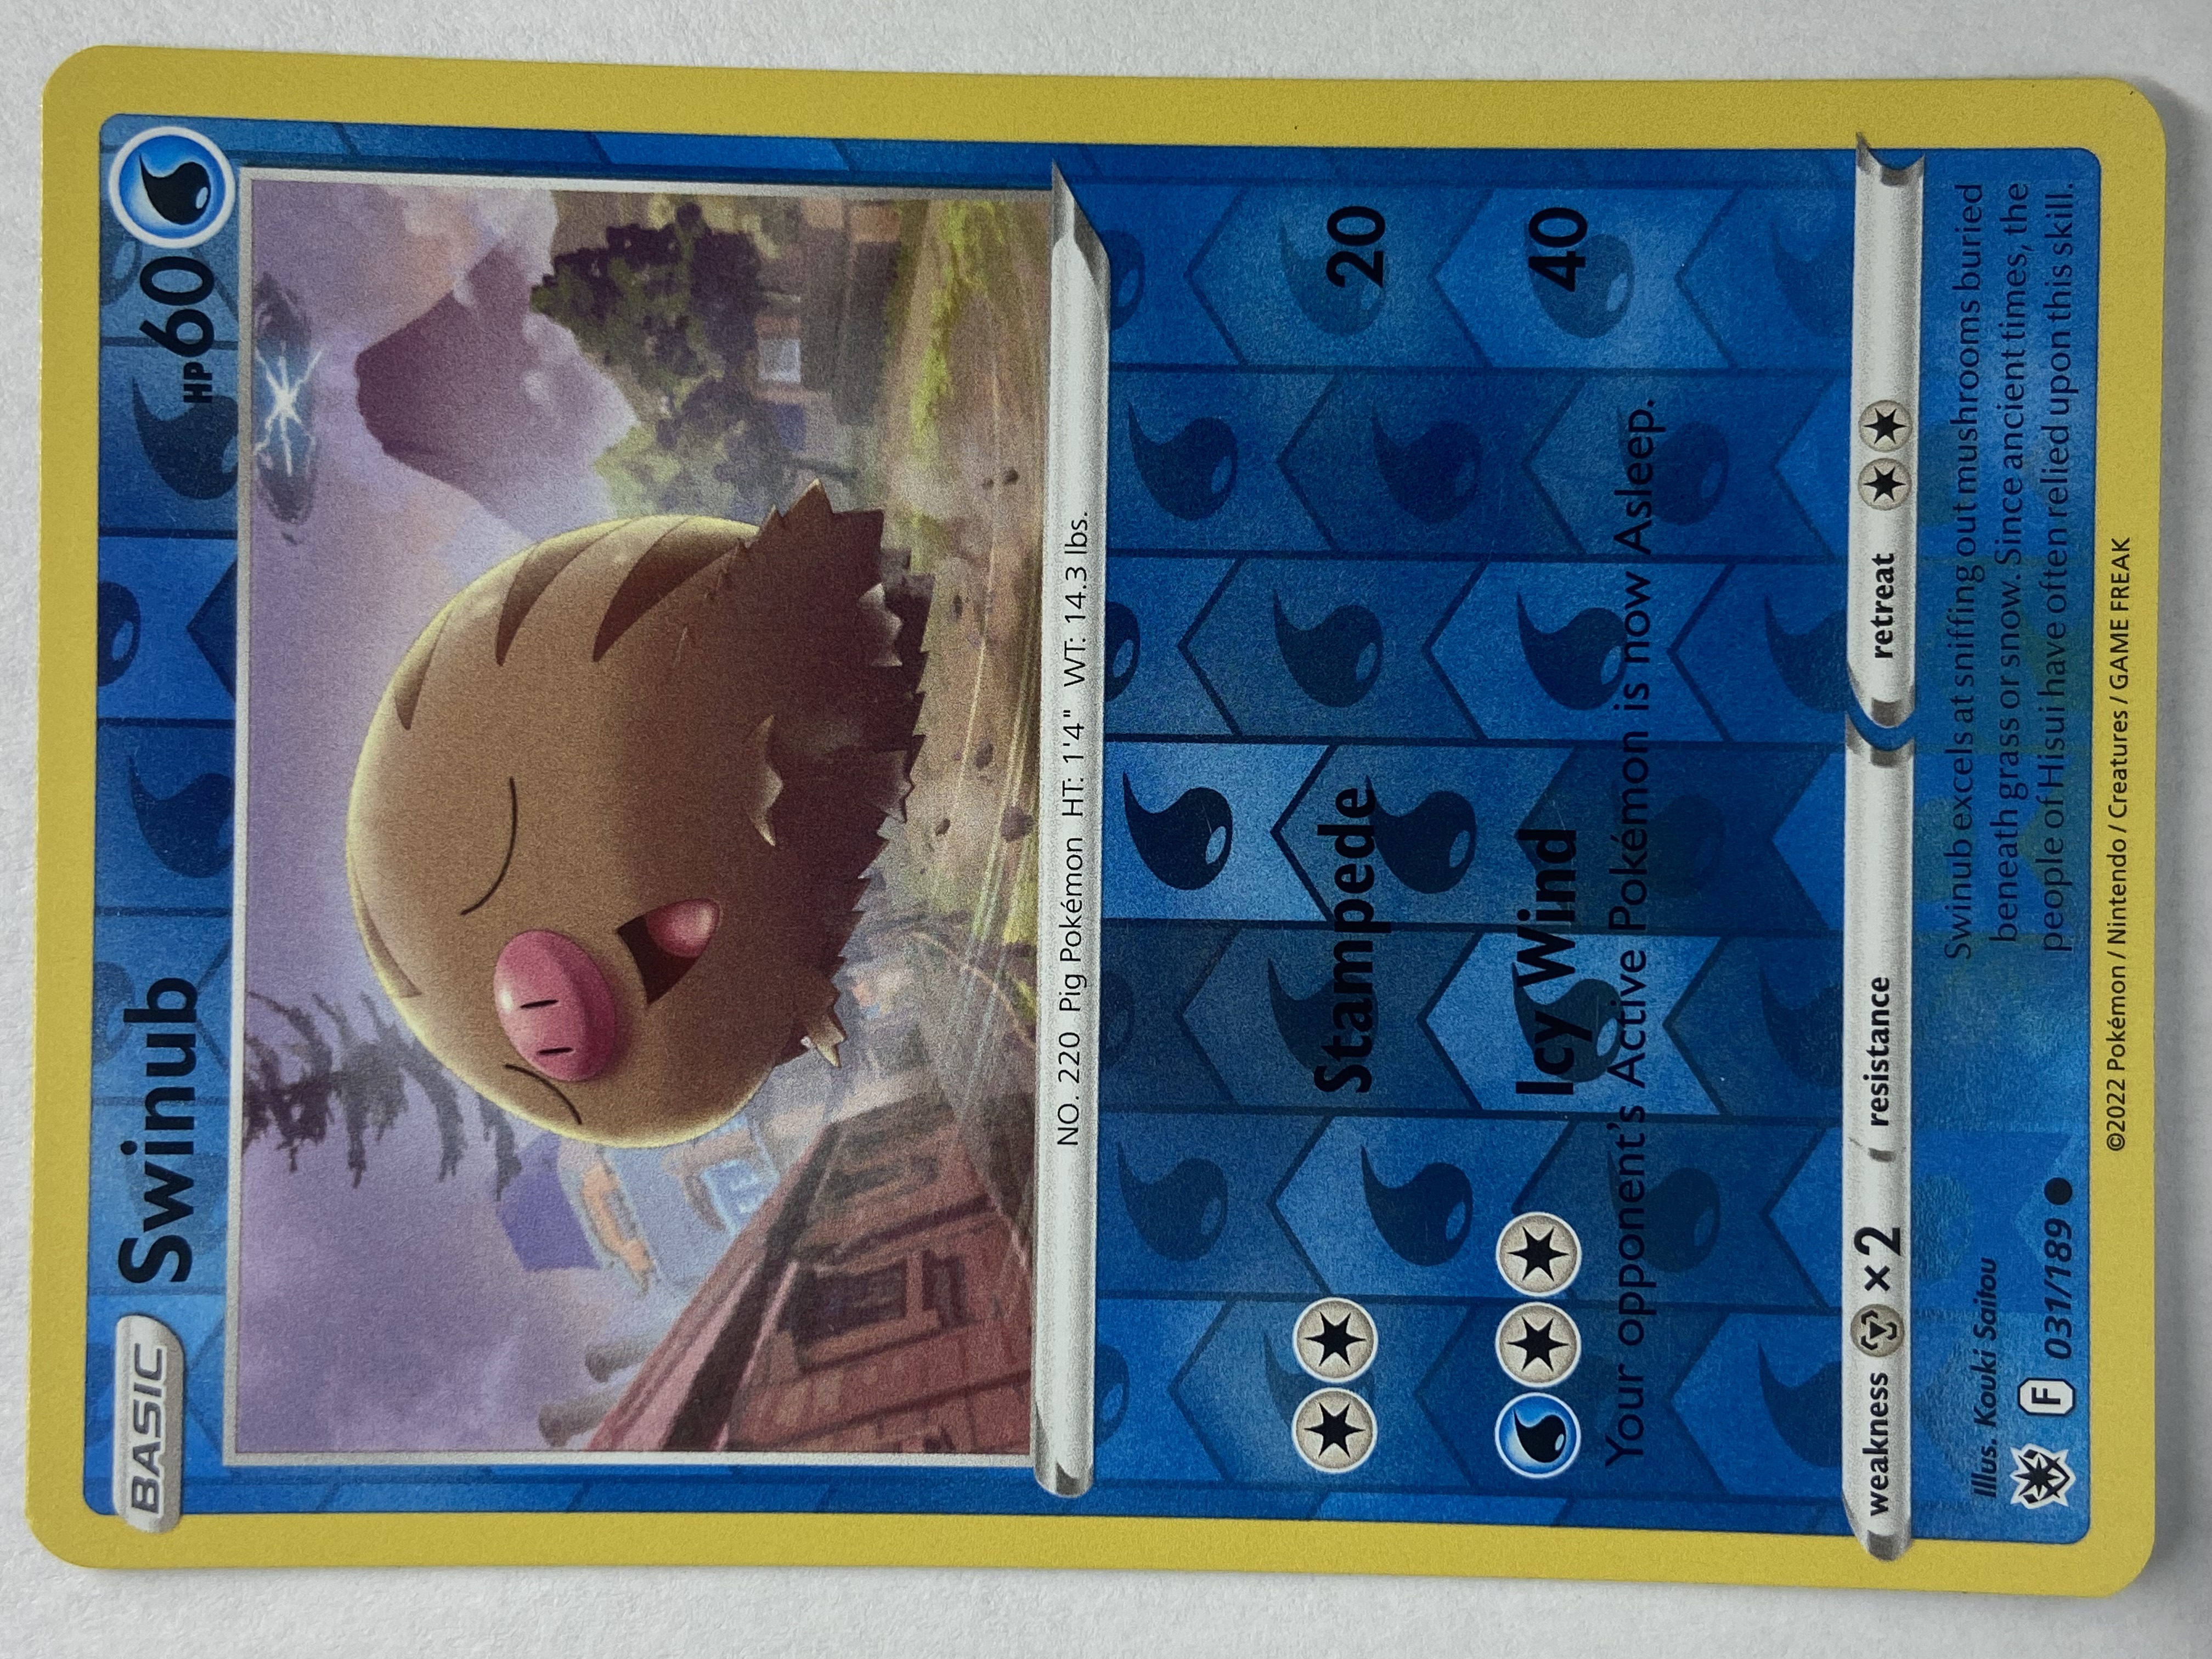 BASIC Swinub HP 60
NO. 220 Pig Pokémon HT: 1'4" WT: 14.3 lbs.
Stampede 20
Icy Wind 40
Your opponent's Active Pokémon is now Asleep.
weakness ×2 resistance retreat
Illus. Kouki Saitou
F 031/189
Swinub excels at sniffing out mushrooms buried
beneath grass or snow. Since ancient times, the
people of Hisui have often relied upon this skill.
©2022 Pokémon / Nintendo / Creatures / GAME FREAK